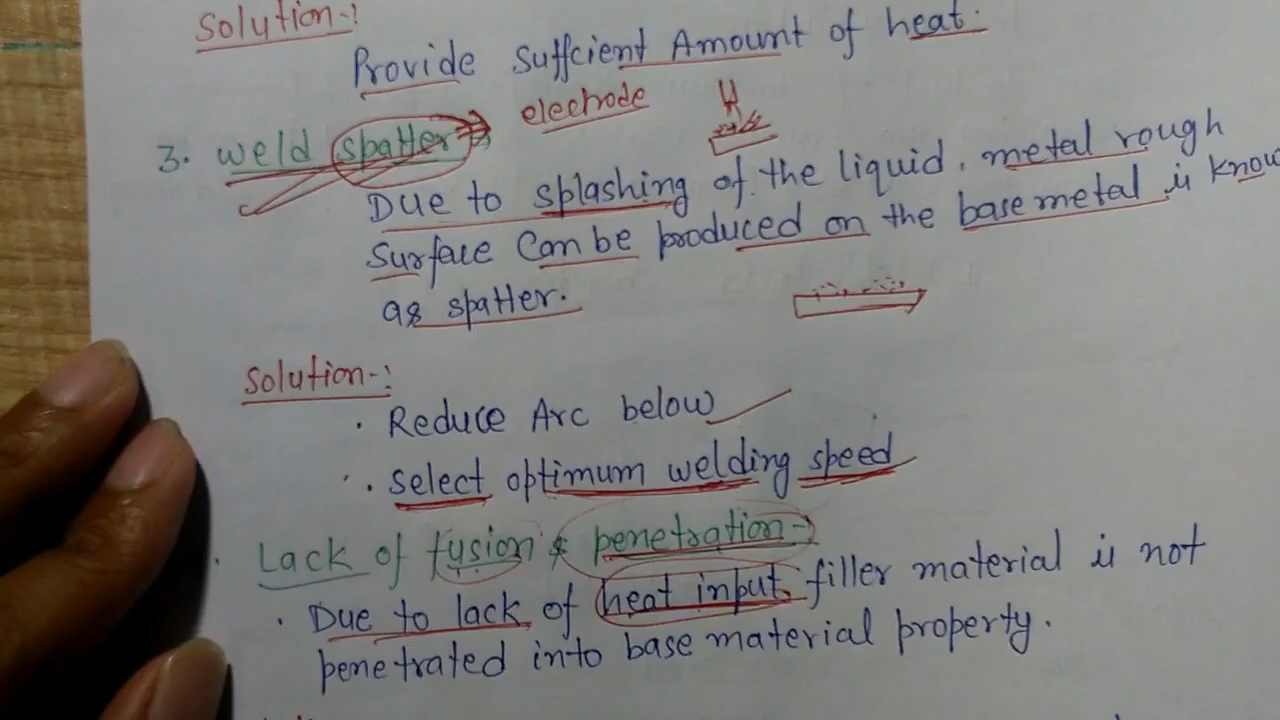 Solution:-
Provide Suffcient Amount of heat.
electrode
3. weld spatter
Due to splashing of the liquid, metal rough
Surface Can be produced on the base metal is know
as spatter.
Solution-:
. Reduce Arc below
. Select optimum welding speed
. Lack of fusion & penetration-:
. Due to lack of heat input, filler material is not
penetrated into base material property.